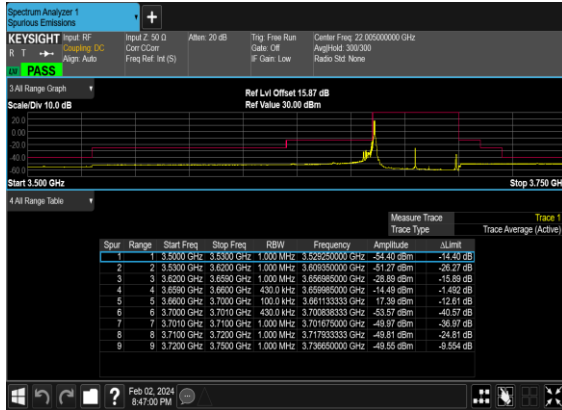 Spectrum Analyzer 1
Spurious Emissions
+
KEYSIGHT Input: RF Input Z: 50 Ω Atten: 20 dB Trig: Free Run Center Freq: 22.005000000 GHz
R T Coupling: DC Corr CCorr Gate: Off Avg|Hold: 300/300
Align: Auto Freq Ref: Int (S) IF Gain: Low Radio Std: None
PASS
3 All Range Graph
Ref Lvl Offset 15.87 dB
Scale/Div 10.0 dB Ref Value 30.00 dBm
20.0
0.00
-20.0
-40.0
-60.0
Start 3.500 GHz Stop 3.750 GH
4 All Range Table
Measure Trace Trace 1
Trace Type Trace Average (Active)
Spur Range Start Freq Stop Freq RBW Frequency Amplitude ΔLimit
1 1 3.5000 GHz 3.5300 GHz 1.000 MHz 3.529250000 GHz -54.40 dBm -14.40 dB
2 2 3.5300 GHz 3.6200 GHz 1.000 MHz 3.609350000 GHz -51.27 dBm -26.27 dB
3 3 3.6200 GHz 3.6590 GHz 1.000 MHz 3.656985000 GHz -28.89 dBm -15.89 dB
4 4 3.6590 GHz 3.6600 GHz 430.0 kHz 3.659985000 GHz -14.49 dBm -1.492 dB
5 5 3.6600 GHz 3.7000 GHz 100.0 kHz 3.661133333 GHz 17.39 dBm -12.61 dB
6 6 3.7000 GHz 3.7010 GHz 430.0 kHz 3.700838333 GHz -53.57 dBm -40.57 dB
7 7 3.7010 GHz 3.7100 GHz 1.000 MHz 3.701675000 GHz -49.97 dBm -36.97 dB
8 8 3.7100 GHz 3.7200 GHz 1.000 MHz 3.717933333 GHz -49.81 dBm -24.81 dB
9 9 3.7200 GHz 3.7500 GHz 1.000 MHz 3.736650000 GHz -49.55 dBm -9.554 dB
? Feb 02, 2024
8:47:00 PM